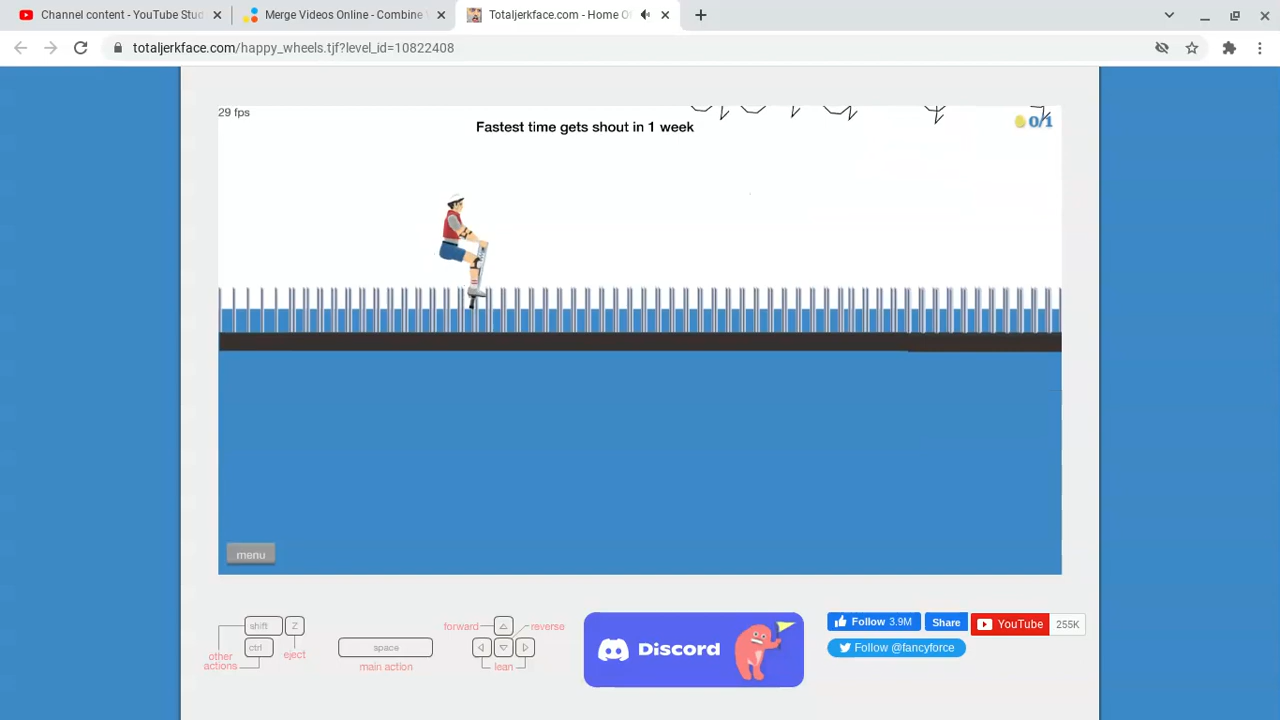 Channel content - YouTube Stud
Merge Videos Online - Combine
Totaljerkface.com - Home O
totaljerkface.com/happy_wheels.tjf?level_id=10822408
29 fps
Fastest time gets shout in 1 week
0/1
menu
shift
Z
ctrl
other
actions
eject
space
main action
forward
reverse
lean
Discord
Follow 3.9M
Share
YouTube
255K
Follow @fancyforce